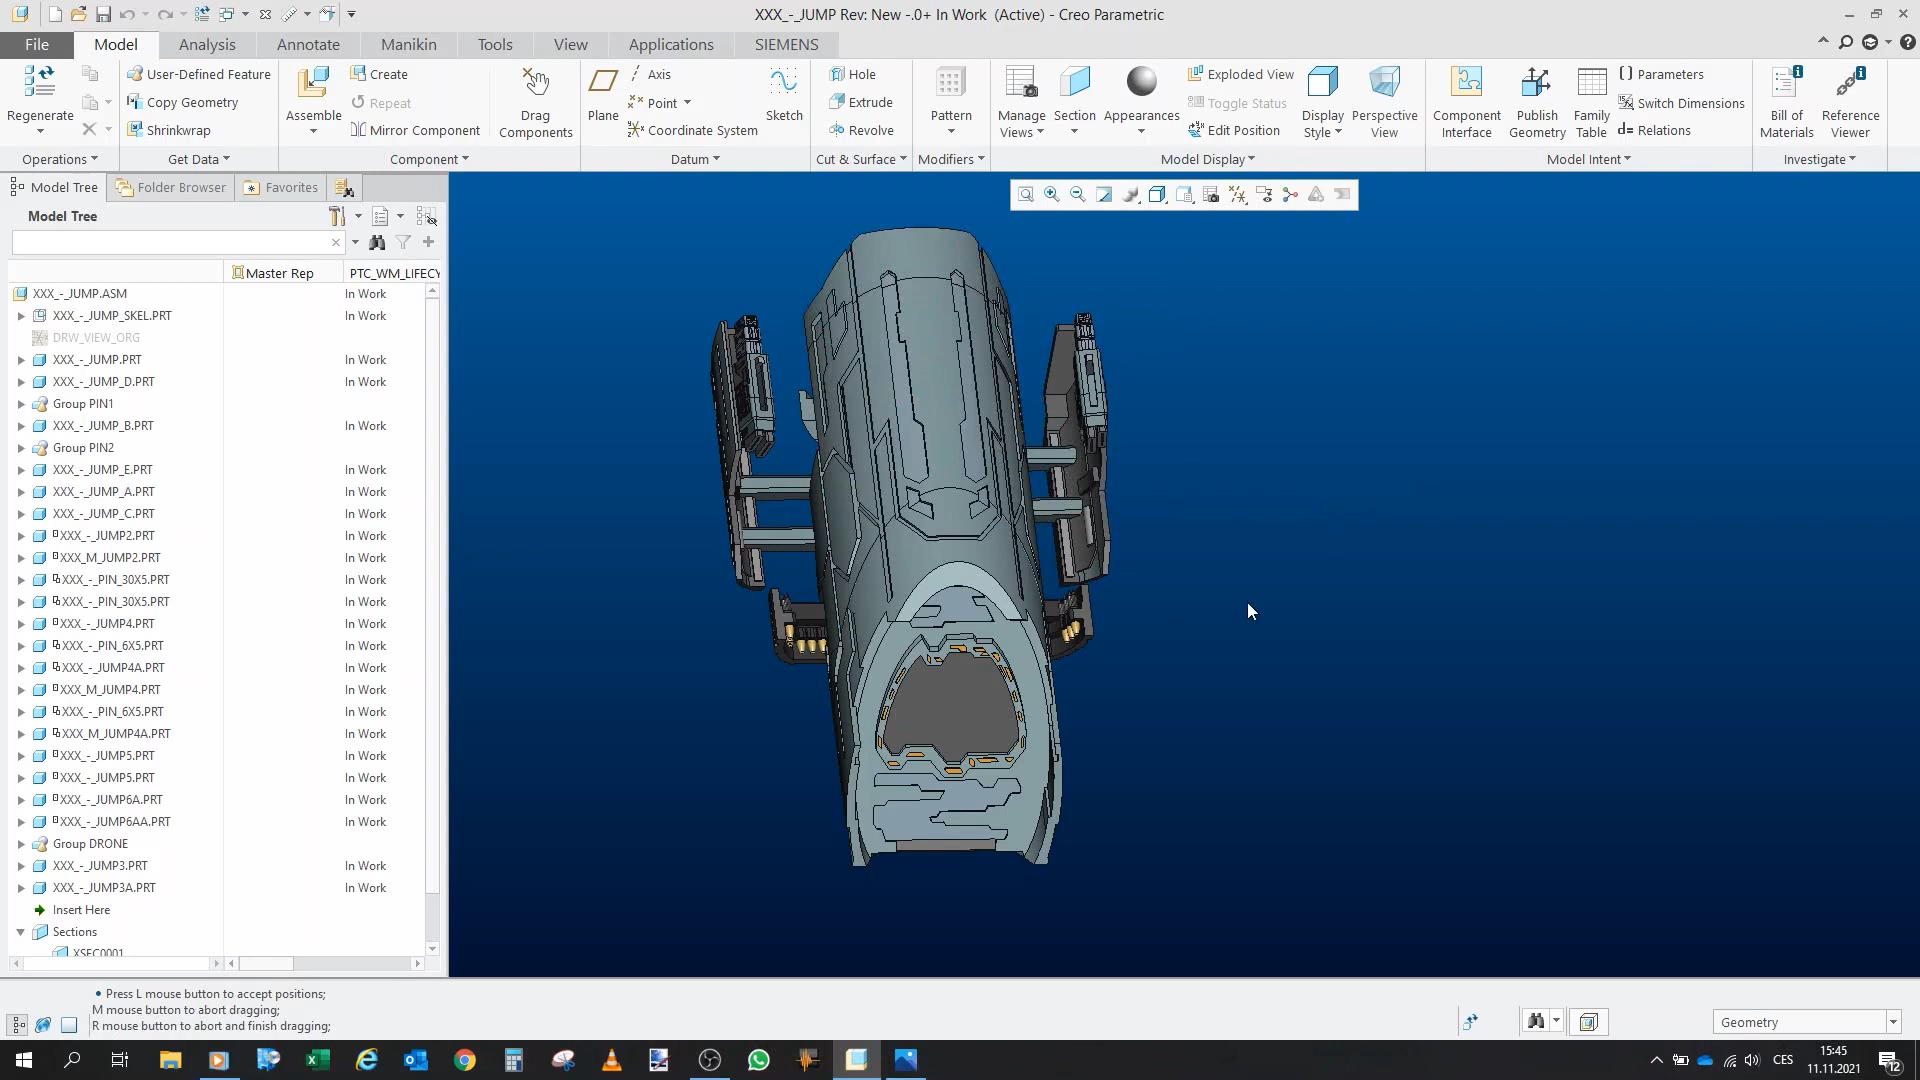 XXX_-_JUMP Rev: New -.0+ In Work  (Active) - Creo Parametric
File Model Analysis Annotate Manikin Tools View Applications SIEMENS
Regenerate
Operations
User-Defined Feature
Copy Geometry
Shrinkwrap
Get Data
Assemble
Create
Repeat
Mirror Component
Drag
Components
Component
Plane
Axis
Point
Coordinate System
Sketch
Datum
Hole
Extrude
Revolve
Cut & Surface
Pattern
Modifiers
Manage
Views
Section
Appearances
Exploded View
Toggle Status
Edit Position
Display
Style
Perspective
View
Model Display
Component
Interface
Publish
Geometry
Family
Table
Parameters
Switch Dimensions
Relations
Model Intent
Bill of
Materials
Reference
Viewer
Investigate
Model Tree Folder Browser Favorites
Model Tree
Master Rep PTC_WM_LIFECY
XXX_-_JUMP.ASM In Work
XXX_-_JUMP_SKEL.PRT In Work
DRW_VIEW_ORG
XXX_-_JUMP.PRT In Work
XXX_-_JUMP_D.PRT In Work
Group PIN1
XXX_-_JUMP_B.PRT In Work
Group PIN2
XXX_-_JUMP_E.PRT In Work
XXX_-_JUMP_A.PRT In Work
XXX_-_JUMP_C.PRT In Work
XXX_-_JUMP2.PRT In Work
XXX_M_JUMP2.PRT In Work
XXX_-_PIN_30X5.PRT In Work
XXX_-_PIN_30X5.PRT In Work
XXX_-_JUMP4.PRT In Work
XXX_-_PIN_6X5.PRT In Work
XXX_-_JUMP4A.PRT In Work
XXX_M_JUMP4.PRT In Work
XXX_-_PIN_6X5.PRT In Work
XXX_M_JUMP4A.PRT In Work
XXX_-_JUMP5.PRT In Work
XXX_-_JUMP5.PRT In Work
XXX_-_JUMP6A.PRT In Work
XXX_-_JUMP6AA.PRT In Work
Group DRONE
XXX_-_JUMP3.PRT In Work
XXX_-_JUMP3A.PRT In Work
Insert Here
Sections
XSEC0001
• Press L mouse button to accept positions;
M mouse button to abort dragging;
R mouse button to abort and finish dragging;
Geometry
CES
15:45
11.11.2021
12